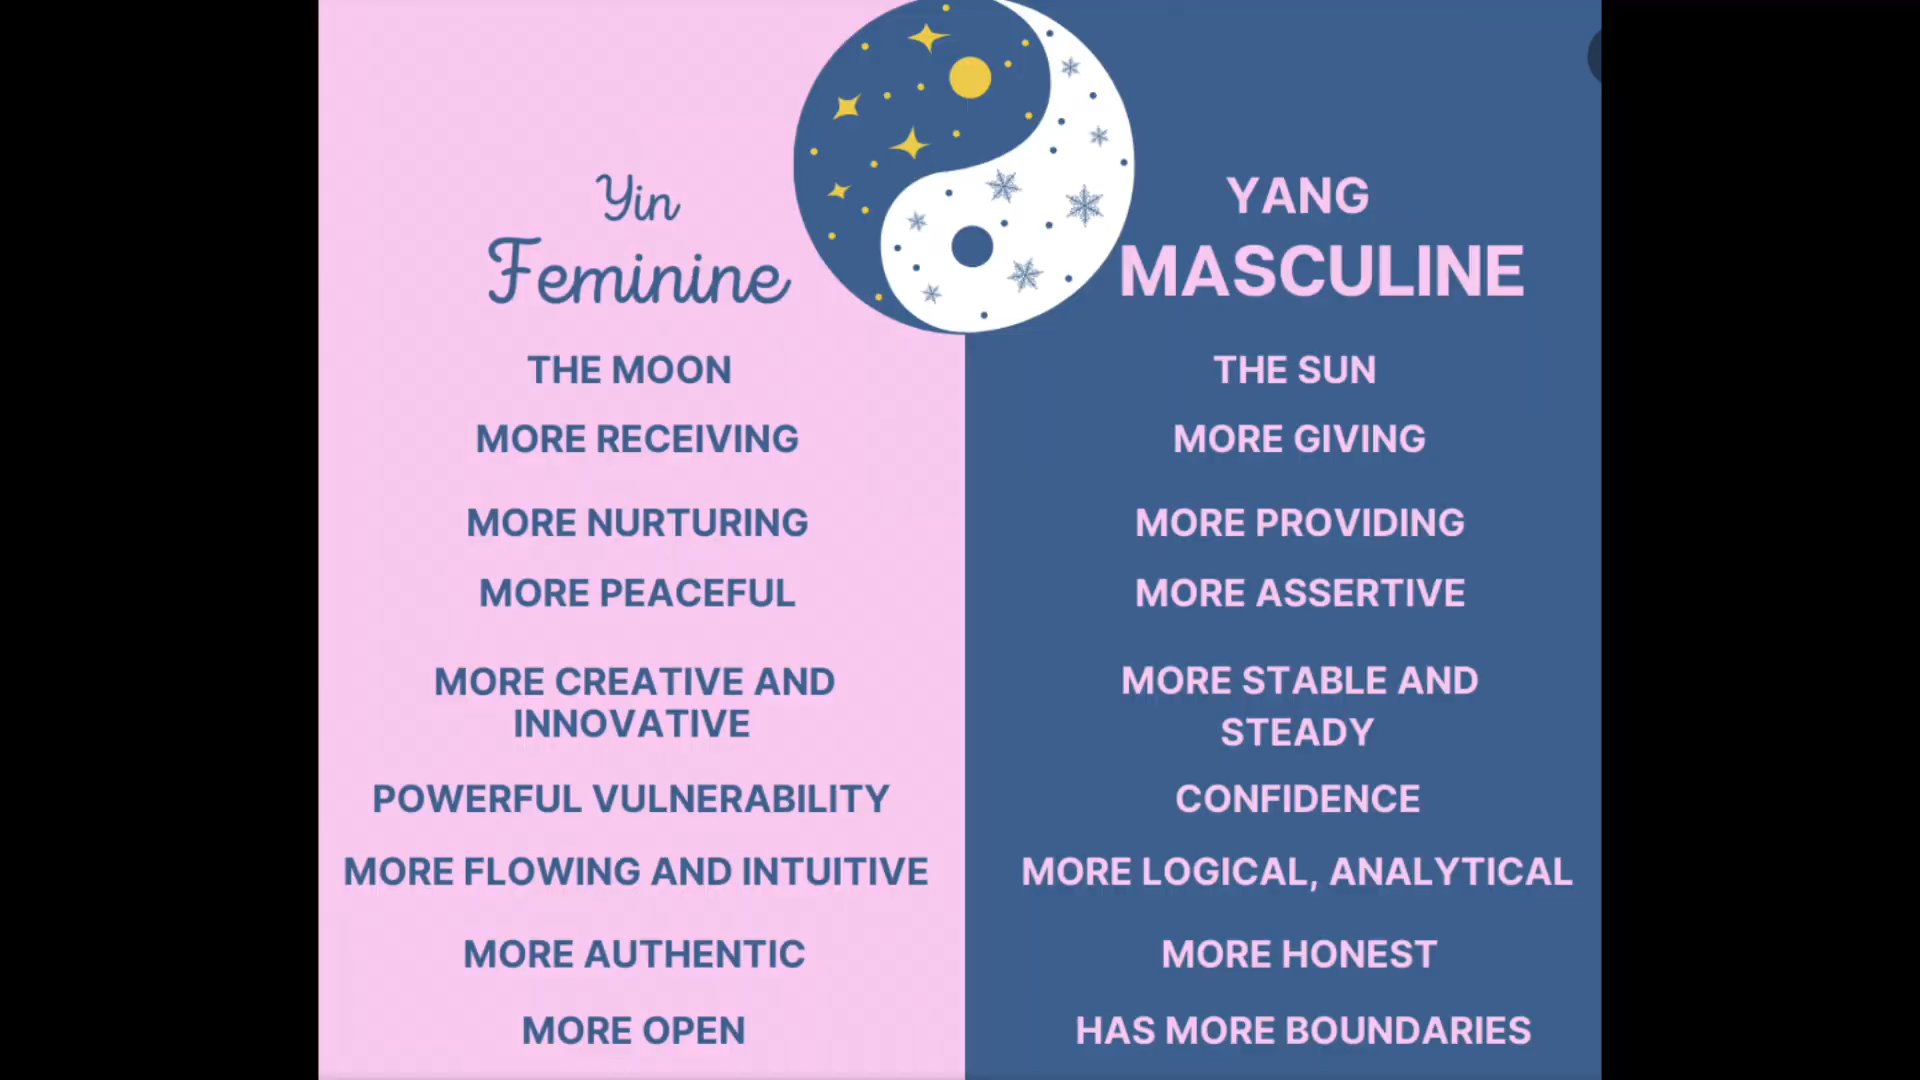 Yin
Feminine
THE MOON
MORE RECEIVING
MORE NURTURING
MORE PEACEFUL
MORE CREATIVE AND
INNOVATIVE
POWERFUL VULNERABILITY
MORE FLOWING AND INTUITIVE
MORE AUTHENTIC
MORE OPEN
YANG
MASCULINE
THE SUN
MORE GIVING
MORE PROVIDING
MORE ASSERTIVE
MORE STABLE AND
STEADY
CONFIDENCE
MORE LOGICAL, ANALYTICAL
MORE HONEST
HAS MORE BOUNDARIES